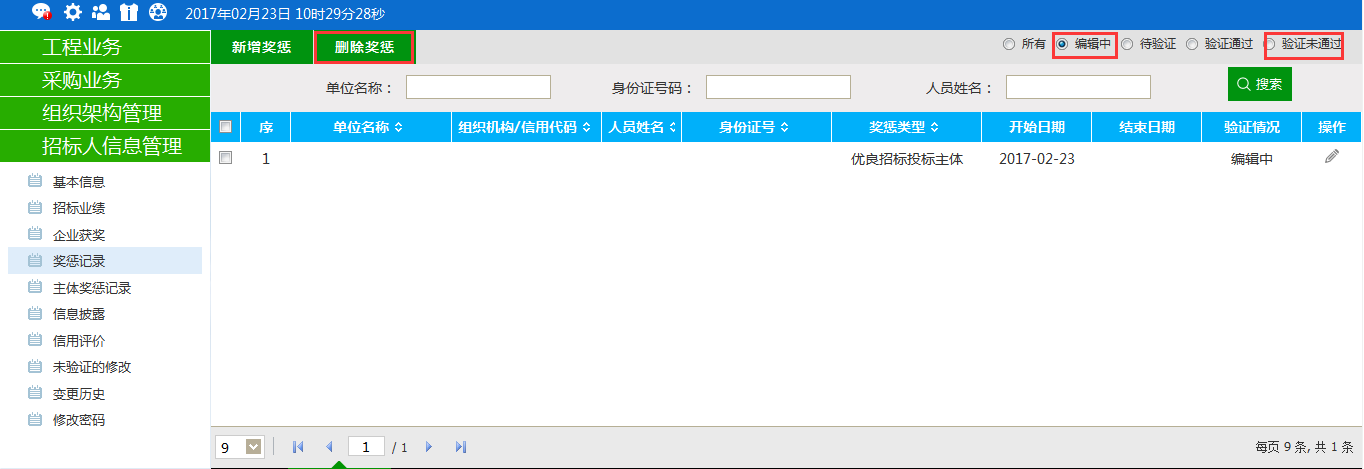 2017年02月23日 10时29分28秒
工程业务
采购业务
组织架构管理
招标人信息管理
基本信息
招标业绩
企业获奖
奖惩记录
主体奖惩记录
信息披露
信用评价
未验证的修改
变更历史
修改密码
新增奖惩 删除奖惩 所有 编辑中 待验证 验证通过 验证未通过
单位名称： 身份证号码： 人员姓名： 搜索
序 单位名称 组织机构/信用代码 人员姓名 身份证号 奖惩类型 开始日期 结束日期 验证情况 操作
1 优良招标投标主体 2017-02-23 编辑中
9 1 / 1 每页 9 条, 共 1 条